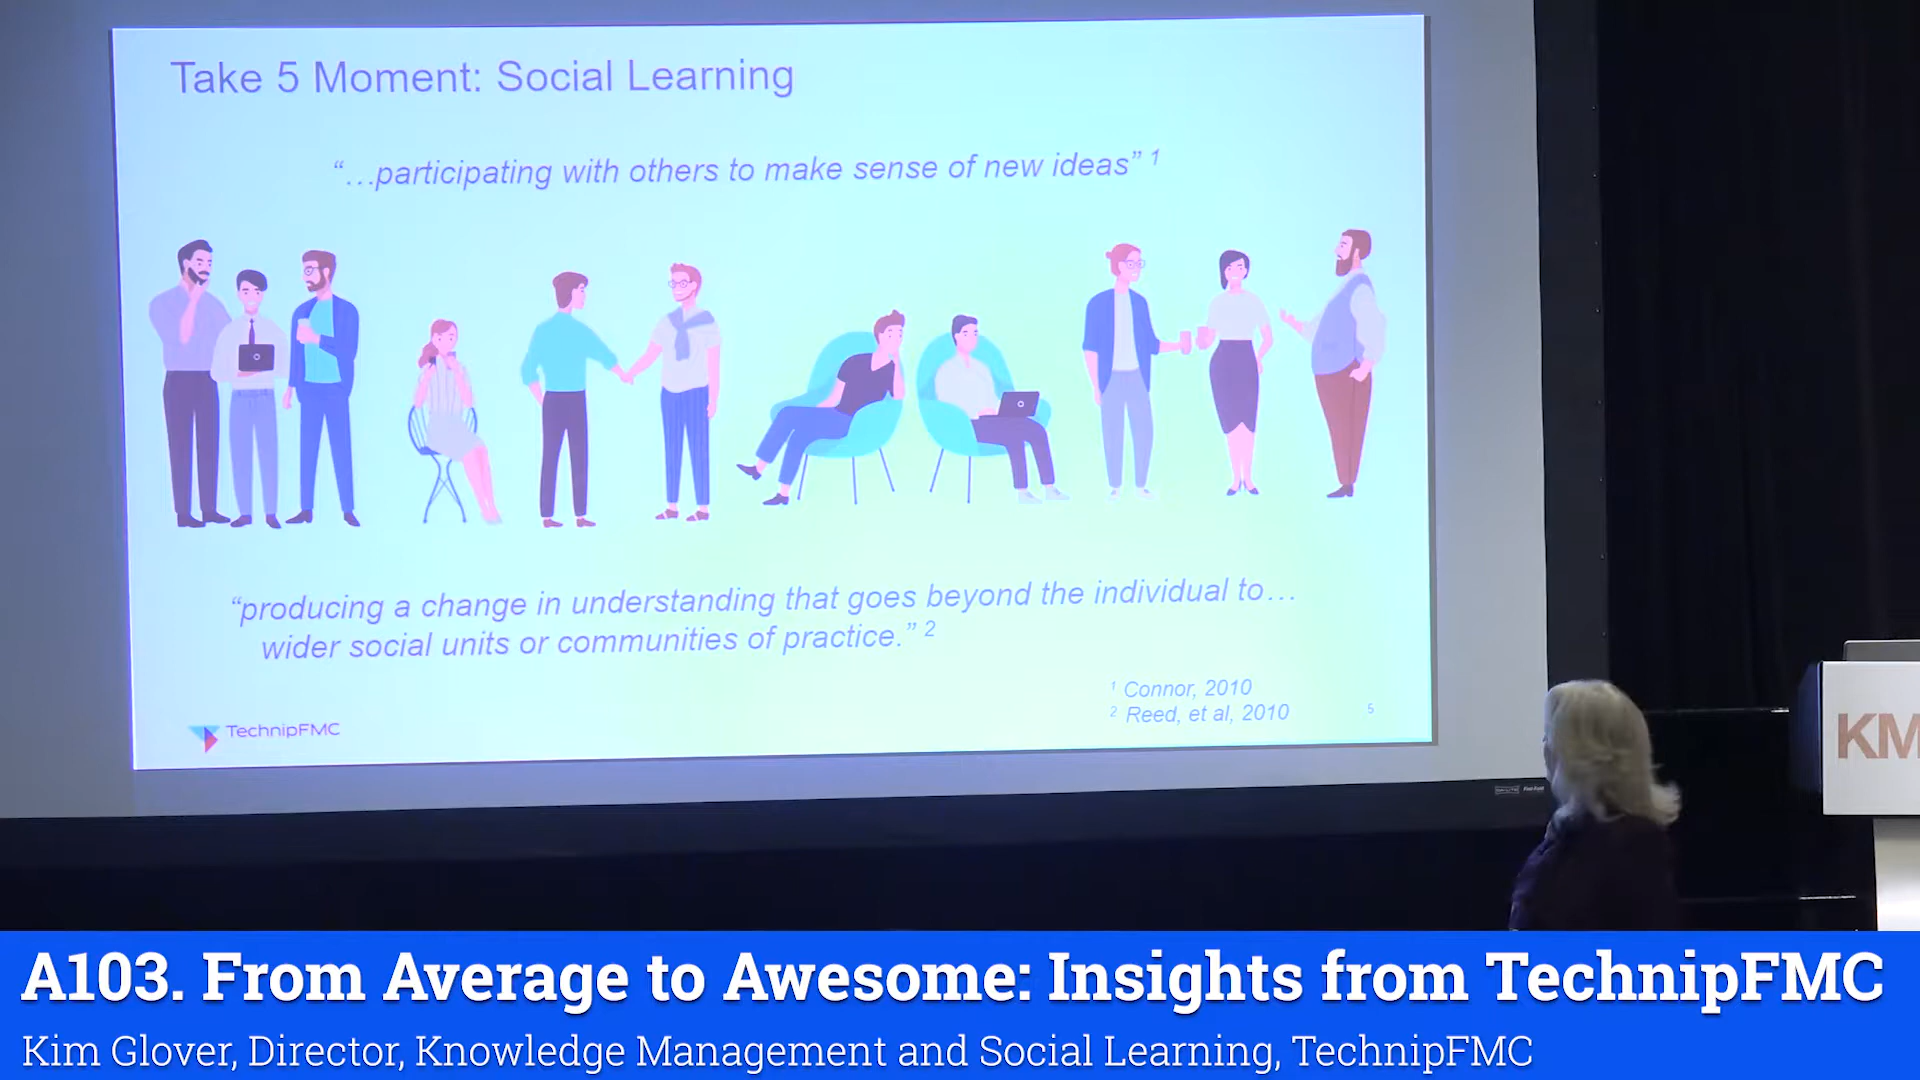 Take 5 Moment: Social Learning
“…participating with others to make sense of new ideas” 1
“producing a change in understanding that goes beyond the individual to…
wider social units or communities of practice.” 2
1 Connor, 2010
2 Reed, et al, 2010
5
TechnipFMC
KM
A103. From Average to Awesome: Insights from TechnipFMC
Kim Glover, Director, Knowledge Management and Social Learning, TechnipFMC